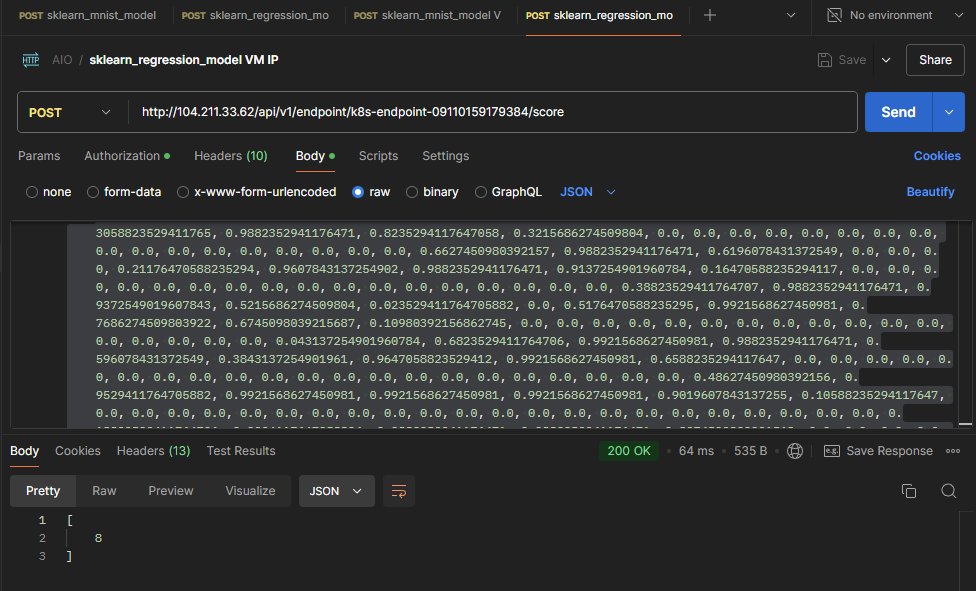 POST sklearn_mnist_model POST sklearn_regression_mo POST sklearn_mnist_model V POST sklearn_regression_mo No environment
HTTP AIO / sklearn_regression_model VM IP Save Share
POST http://104.211.33.62/api/v1/endpoint/k8s-endpoint-09110159179384/score Send
Params Authorization Headers (10) Body Scripts Settings Cookies
none form-data x-www-form-urlencoded raw binary GraphQL JSON Beautify
3058823529411765, 0.9882352941176471, 0.8235294117647058, 0.3215686274509804, 0.0, 0.0, 0.0, 0.0, 0.0, 0.0,
0.0, 0.0, 0.0, 0.0, 0.0, 0.0, 0.0, 0.0, 0.0, 0.6627450980392157, 0.9882352941176471, 0.6196078431372549, 0.0, 0.0, 0.
0, 0.21176470588235294, 0.9607843137254902, 0.9882352941176471, 0.9137254901960784, 0.16470588235294117, 0.0, 0.0, 0.
0, 0.0, 0.0, 0.0, 0.0, 0.0, 0.0, 0.0, 0.0, 0.0, 0.0, 0.0, 0.38823529411764707, 0.9882352941176471, 0.
9372549019607843, 0.5215686274509804, 0.023529411764705882, 0.0, 0.5176470588235295, 0.9921568627450981, 0.
7686274509803922, 0.6745098039215687, 0.10980392156862745, 0.0, 0.0, 0.0, 0.0, 0.0, 0.0, 0.0, 0.0, 0.0, 0.0,
0.0, 0.0, 0.0, 0.0, 0.043137254901960784, 0.6823529411764706, 0.9921568627450981, 0.9882352941176471, 0.
596078431372549, 0.3843137254901961, 0.9647058823529412, 0.9921568627450981, 0.6588235294117647, 0.0, 0.0, 0.0, 0.0,
0.0, 0.0, 0.0, 0.0, 0.0, 0.0, 0.0, 0.0, 0.0, 0.0, 0.0, 0.0, 0.0, 0.0, 0.0, 0.0, 0.48627450980392156, 0.
9529411764705882, 0.9921568627450981, 0.9921568627450981, 0.9921568627450981, 0.9019607843137255, 0.10588235294117647,
0.0, 0.0, 0.0, 0.0, 0.0, 0.0, 0.0, 0.0, 0.0, 0.0, 0.0, 0.0, 0.0, 0.0, 0.0, 0.0, 0.0, 0.0, 0.0, 0.0, 0.0, 0.0, 0.
Body Cookies Headers (13) Test Results 200 OK 64 ms 535 B e.g. Save Response
Pretty Raw Preview Visualize JSON
1 [
2 8
3 ]